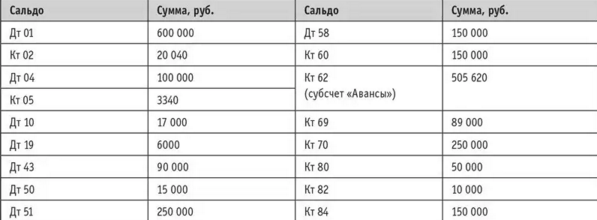 Сальдо Сумма, руб. Сальдо Сумма, руб.
Дт 01 600 000 Дт 58 150 000
Кт 02 20 040 Кт 60 150 000
Дт 04 100 000 Кт 62 505 620
(субсчет «Авансы»)
Кт 05 3340
Дт 10 17 000 Кт 69 89 000
Дт 19 6000 Кт 70 250 000
Дт 43 90 000 Кт 80 50 000
Дт 50 15 000 Кт 82 10 000
Дт 51 250 000 Кт 84 150 000